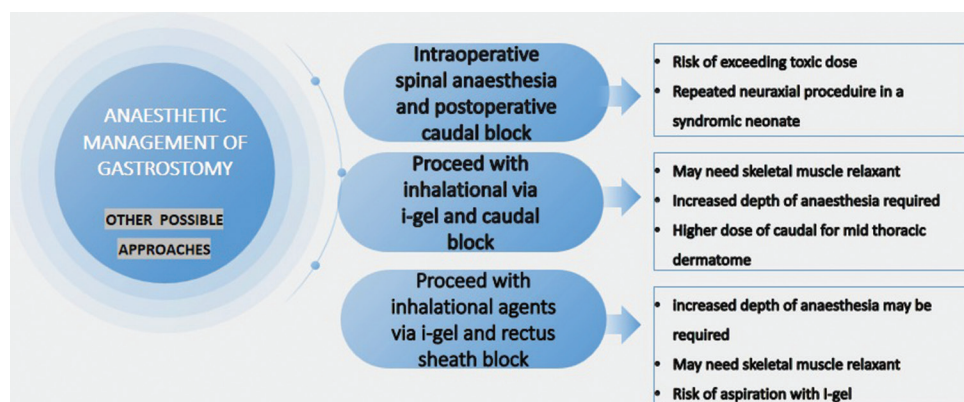 ANAESTHETIC
MANAGEMENT OF
GASTROSTOMY
OTHER POSSIBLE
APPROACHES
Intraoperative
spinal anaesthesia
and postoperative
caudal block
• Risk of exceeding toxic dose
• Repeated neuraxial proceduire in a
syndromic neonate
Proceed with
inhalational via
i-gel and caudal
block
• May need skeletal muscle relaxant
• Increased depth of anaesthesia required
• Higher dose of caudal for mid thoracic
dermatome
Proceed with
inhalational agents
via i-gel and rectus
sheath block
• Increased depth of anaesthesia may be
required
• May need skeletal muscle relaxant
• Risk of aspiration with I-gel